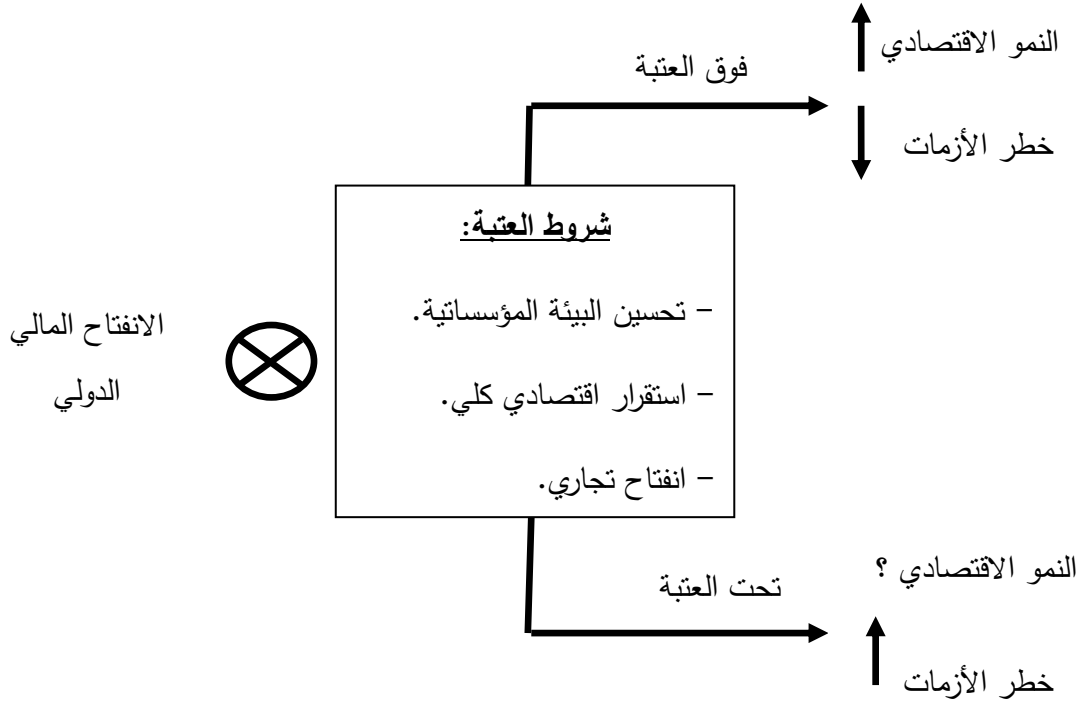 النمو الاقتصادي
فوق العتبة
خطر الأزمات
شروط العتبة:
- تحسين البيئة المؤسساتية.
الانفتاح المالي
الدولي
- استقرار اقتصادي كلي.
- انفتاح تجاري.
النمو الاقتصادي ؟
تحت العتبة
خطر الأزمات